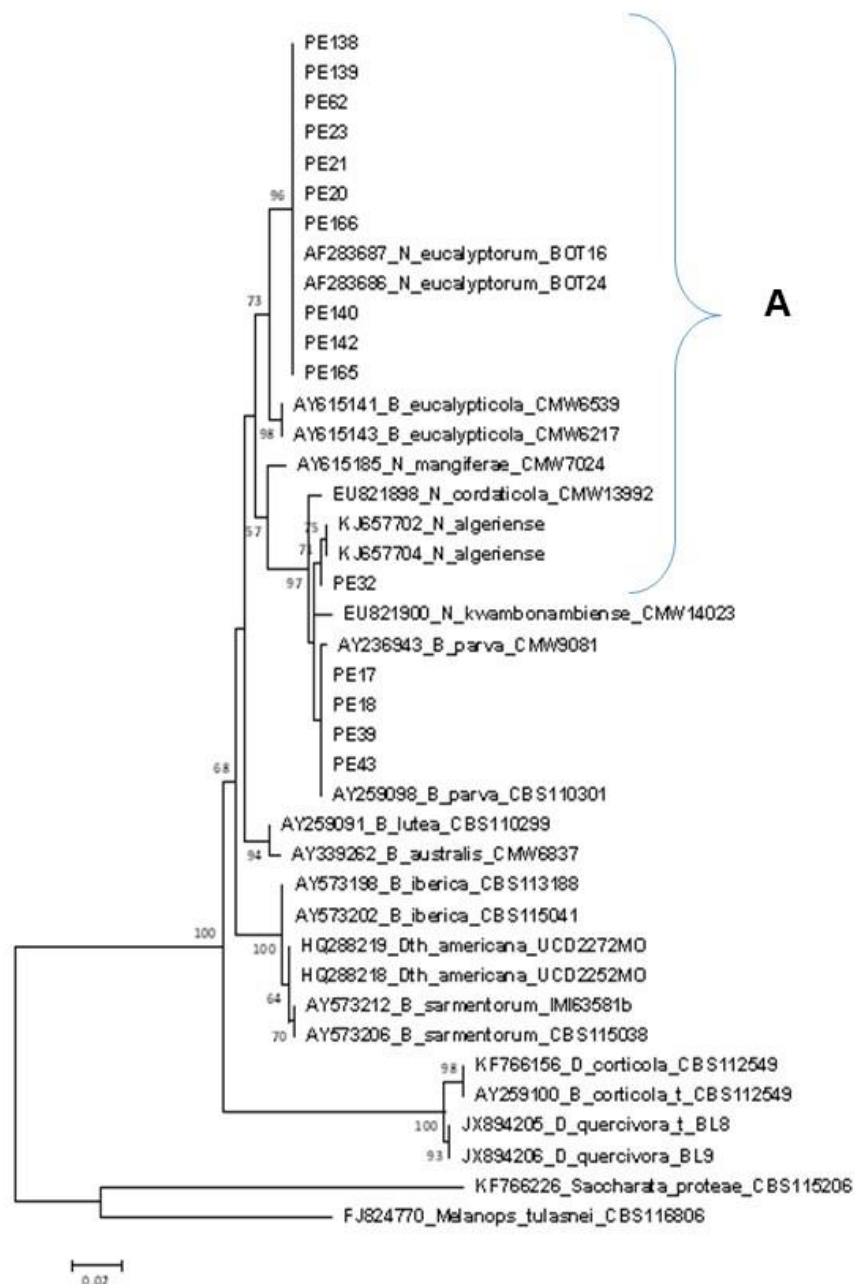 PE138
PE139
PE62
PE23
PE21
PE20
96
PE166
AF283687_N_eucalyptorum_BOT16
AF283686_N_eucalyptorum_BOT24
A
73
PE140
PE142
PE165
AY615141_B_eucalypticola_CMW6539
98
AY615143_B_eucalypticola_CMW6217
AY615185_N_mangiferae_CMW7024
EU821898_N_cordaticola_CMW13992
57
75
KJ657702_N_algeriense
71
KJ657704_N_algeriense
97
PE32
EU821900_N_kwambonambiense_CMW14023
AY236943_B_parva_CMW9081
PE17
PE18
PE39
PE43
68
AY259098_B_parva_CBS110301
AY259091_B_lutea_CBS110299
94
AY339262_B_australis_CMW6837
AY573198_B_iberica_CBS113188
AY573202_B_iberica_CBS115041
100
100
HQ288219_Dth_americana_UCD2272MO
HQ288218_Dth_americana_UCD2252MO
64
AY573212_B_sarmentorum_IMI63581b
70
AY573206_B_sarmentorum_CBS115038
98
KF766156_D_corticola_CBS112549
AY259100_B_corticola_t_CBS112549
100
JX894205_D_quercivora_t_BL8
93
JX894206_D_quercivora_BL9
KF766226_Saccharata_proteae_CBS115206
FJ824770_Melanops_tulasnei_CBS116806
0.02